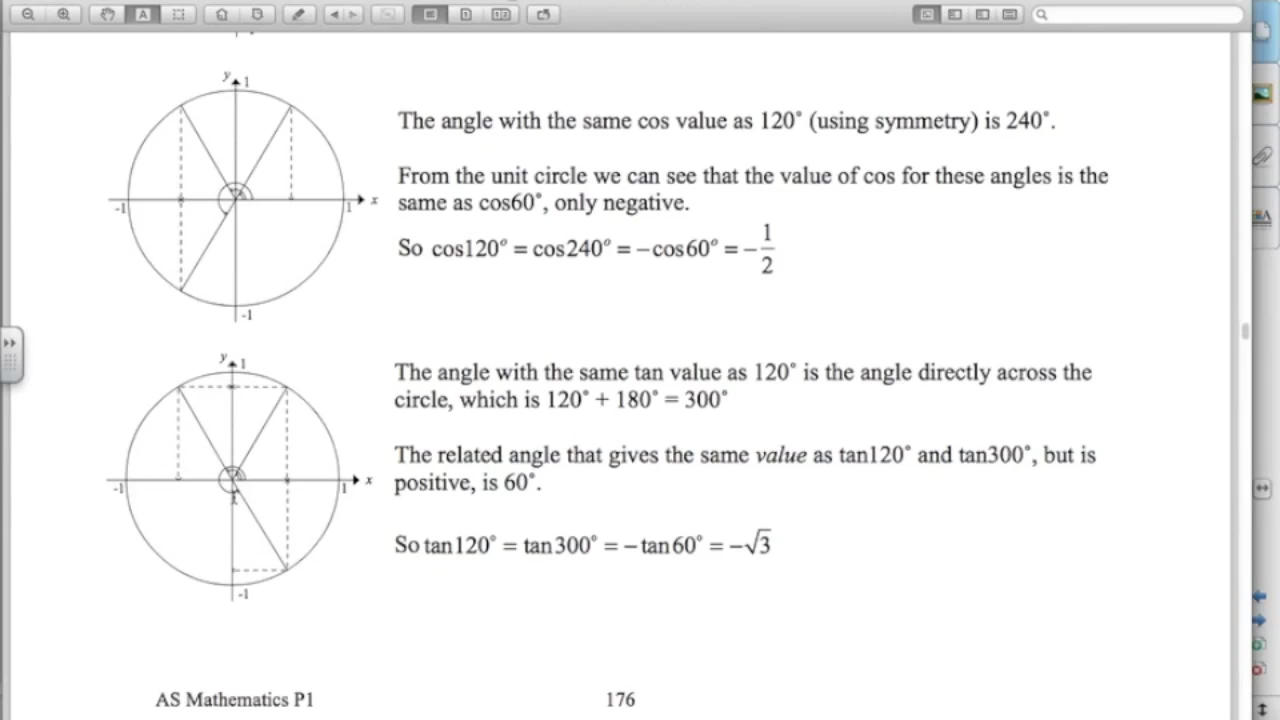 y 1
-1 1 x
-1
The angle with the same cos value as 120° (using symmetry) is 240°.
From the unit circle we can see that the value of cos for these angles is the
same as cos60°, only negative.
So cos120° = cos240° = −cos60° = −1/2
y 1
-1 1 x
-1
The angle with the same tan value as 120° is the angle directly across the
circle, which is 120° + 180° = 300°
The related angle that gives the same value as tan120° and tan300°, but is
positive, is 60°.
So tan120° = tan300° = −tan60° = −√3
AS Mathematics P1 176